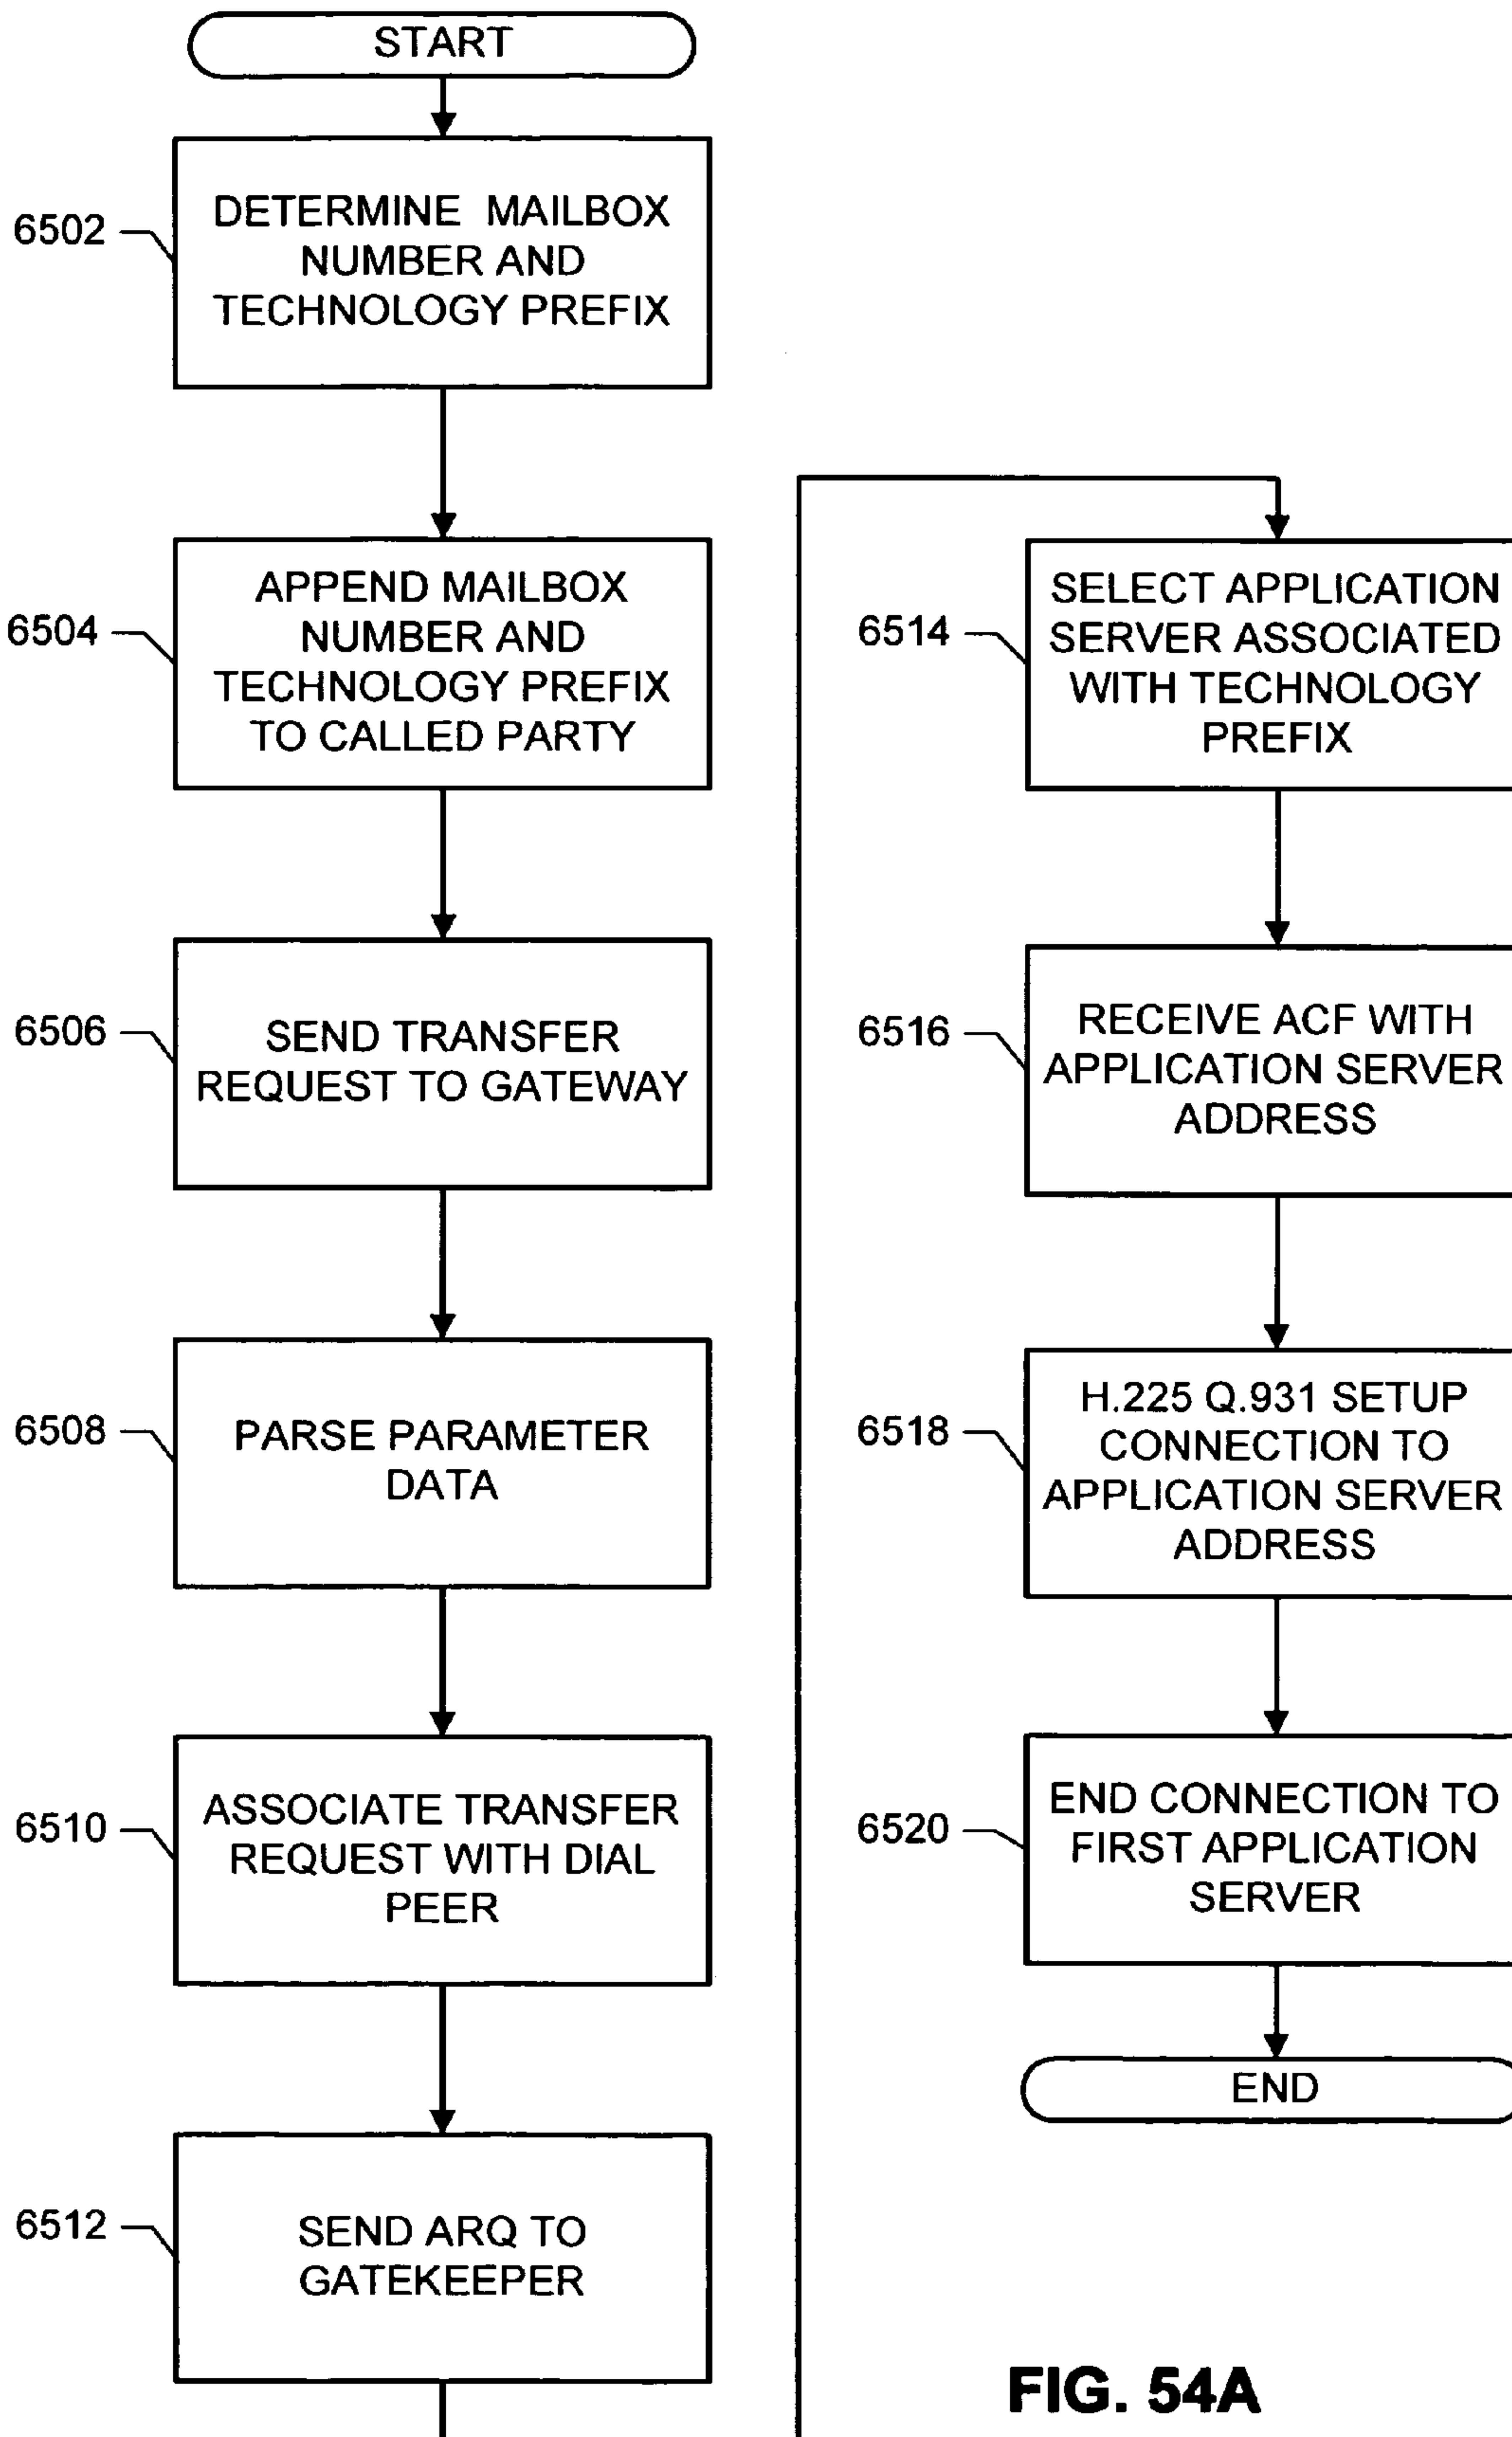 START
6502
DETERMINE MAILBOX
NUMBER AND
TECHNOLOGY PREFIX
6504
APPEND MAILBOX
NUMBER AND
TECHNOLOGY PREFIX
TO CALLED PARTY
6506
SEND TRANSFER
REQUEST TO GATEWAY
6508
PARSE PARAMETER
DATA
6510
ASSOCIATE TRANSFER
REQUEST WITH DIAL
PEER
6512
SEND ARQ TO
GATEKEEPER
6514
SELECT APPLICATION
SERVER ASSOCIATED
WITH TECHNOLOGY
PREFIX
6516
RECEIVE ACF WITH
APPLICATION SERVER
ADDRESS
6518
H.225 Q.931 SETUP
CONNECTION TO
APPLICATION SERVER
ADDRESS
6520
END CONNECTION TO
FIRST APPLICATION
SERVER
END
FIG. 54A